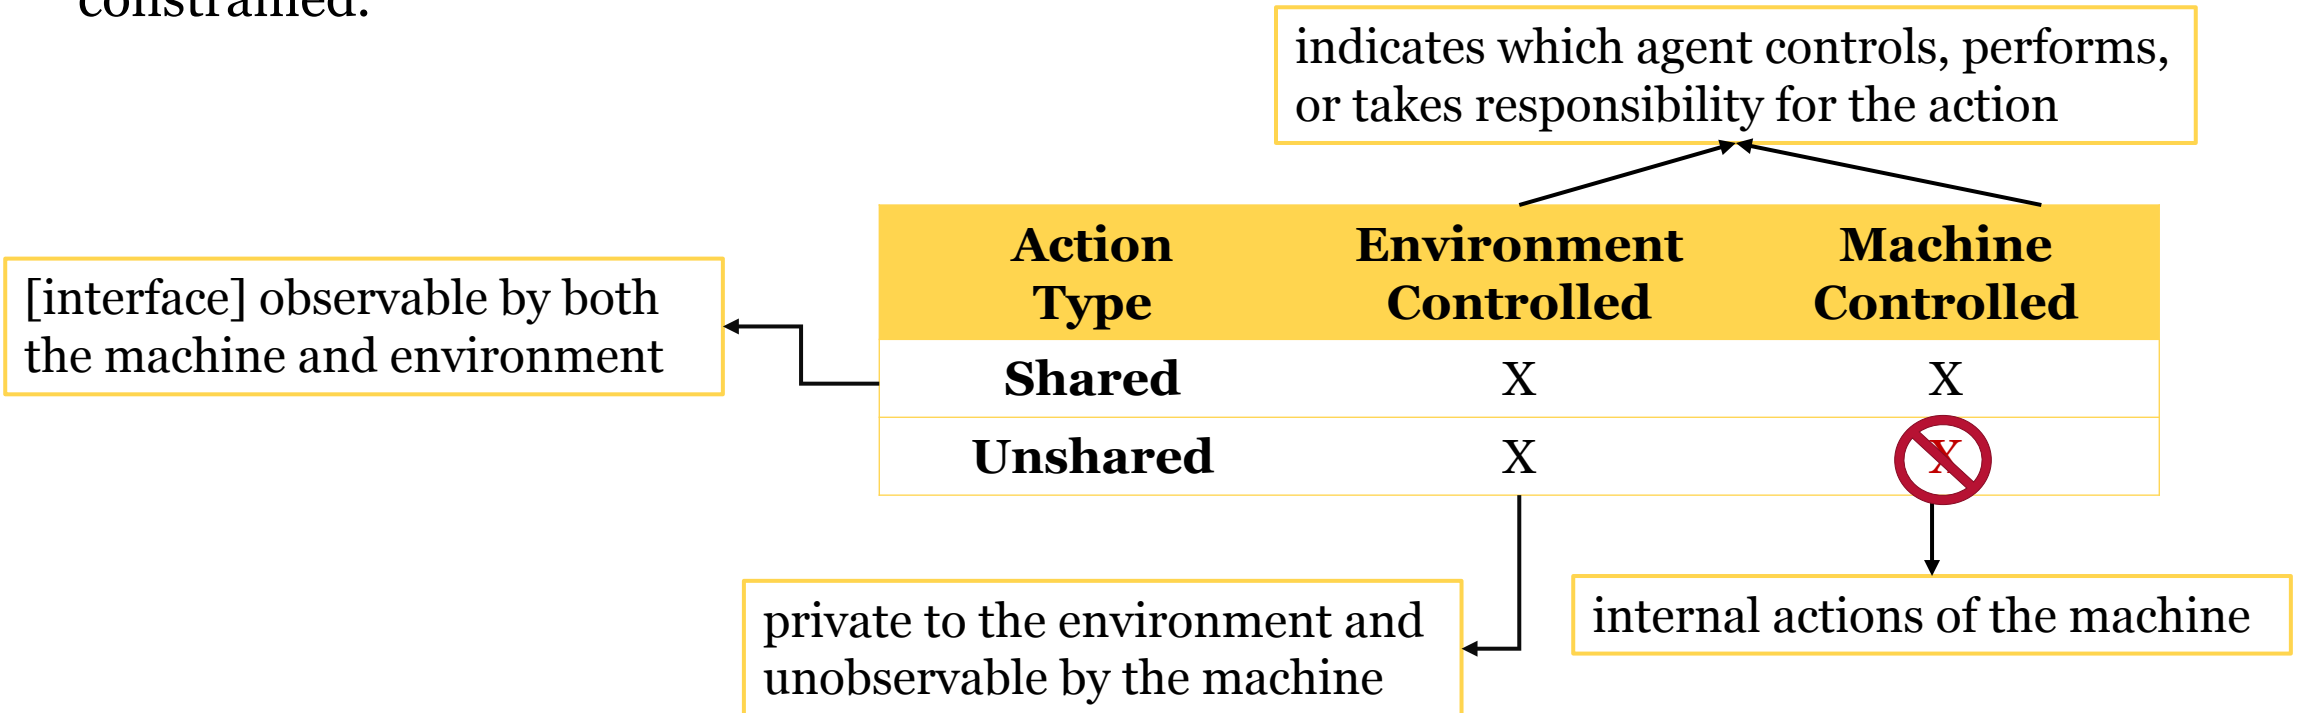 constrained.
indicates which agent controls, performs,
or takes responsibility for the action
[interface] observable by both
the machine and environment
Action Type
Environment Controlled
Machine Controlled
Shared X X
Unshared X X
private to the environment and
unobservable by the machine
internal actions of the machine